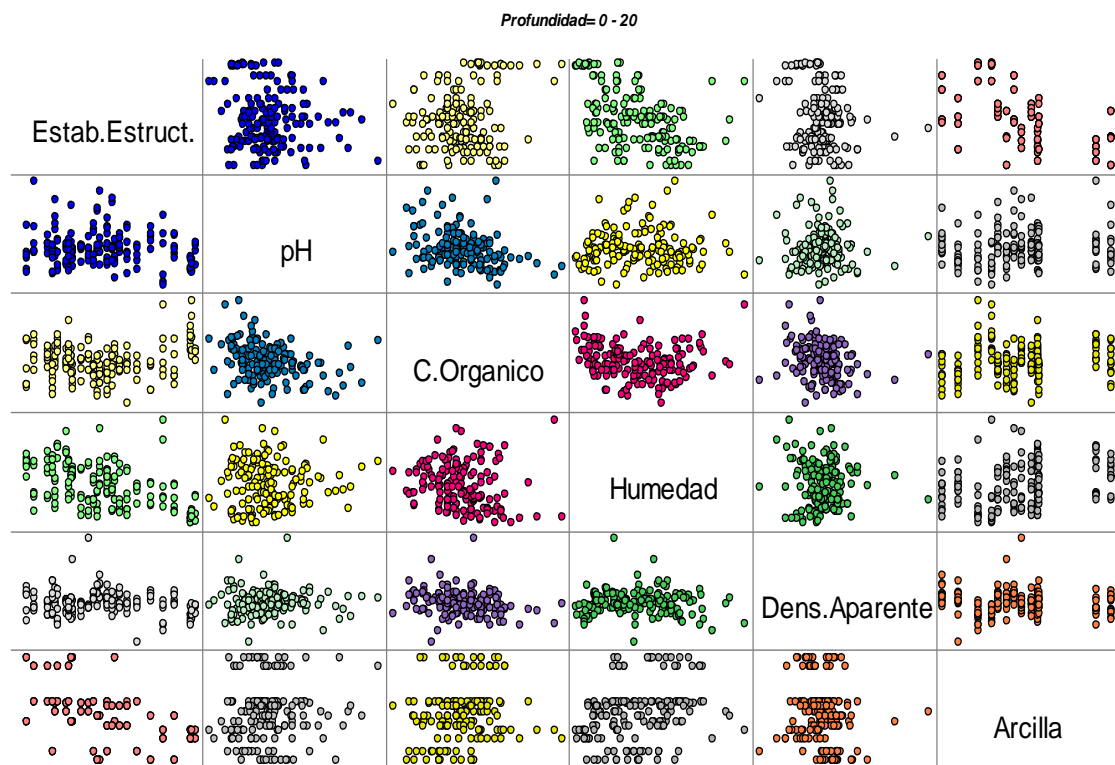 Profundidad= 0 - 20
Estab.Estruct.
pH
C.Organico
Humedad
Dens.Aparente
Arcilla